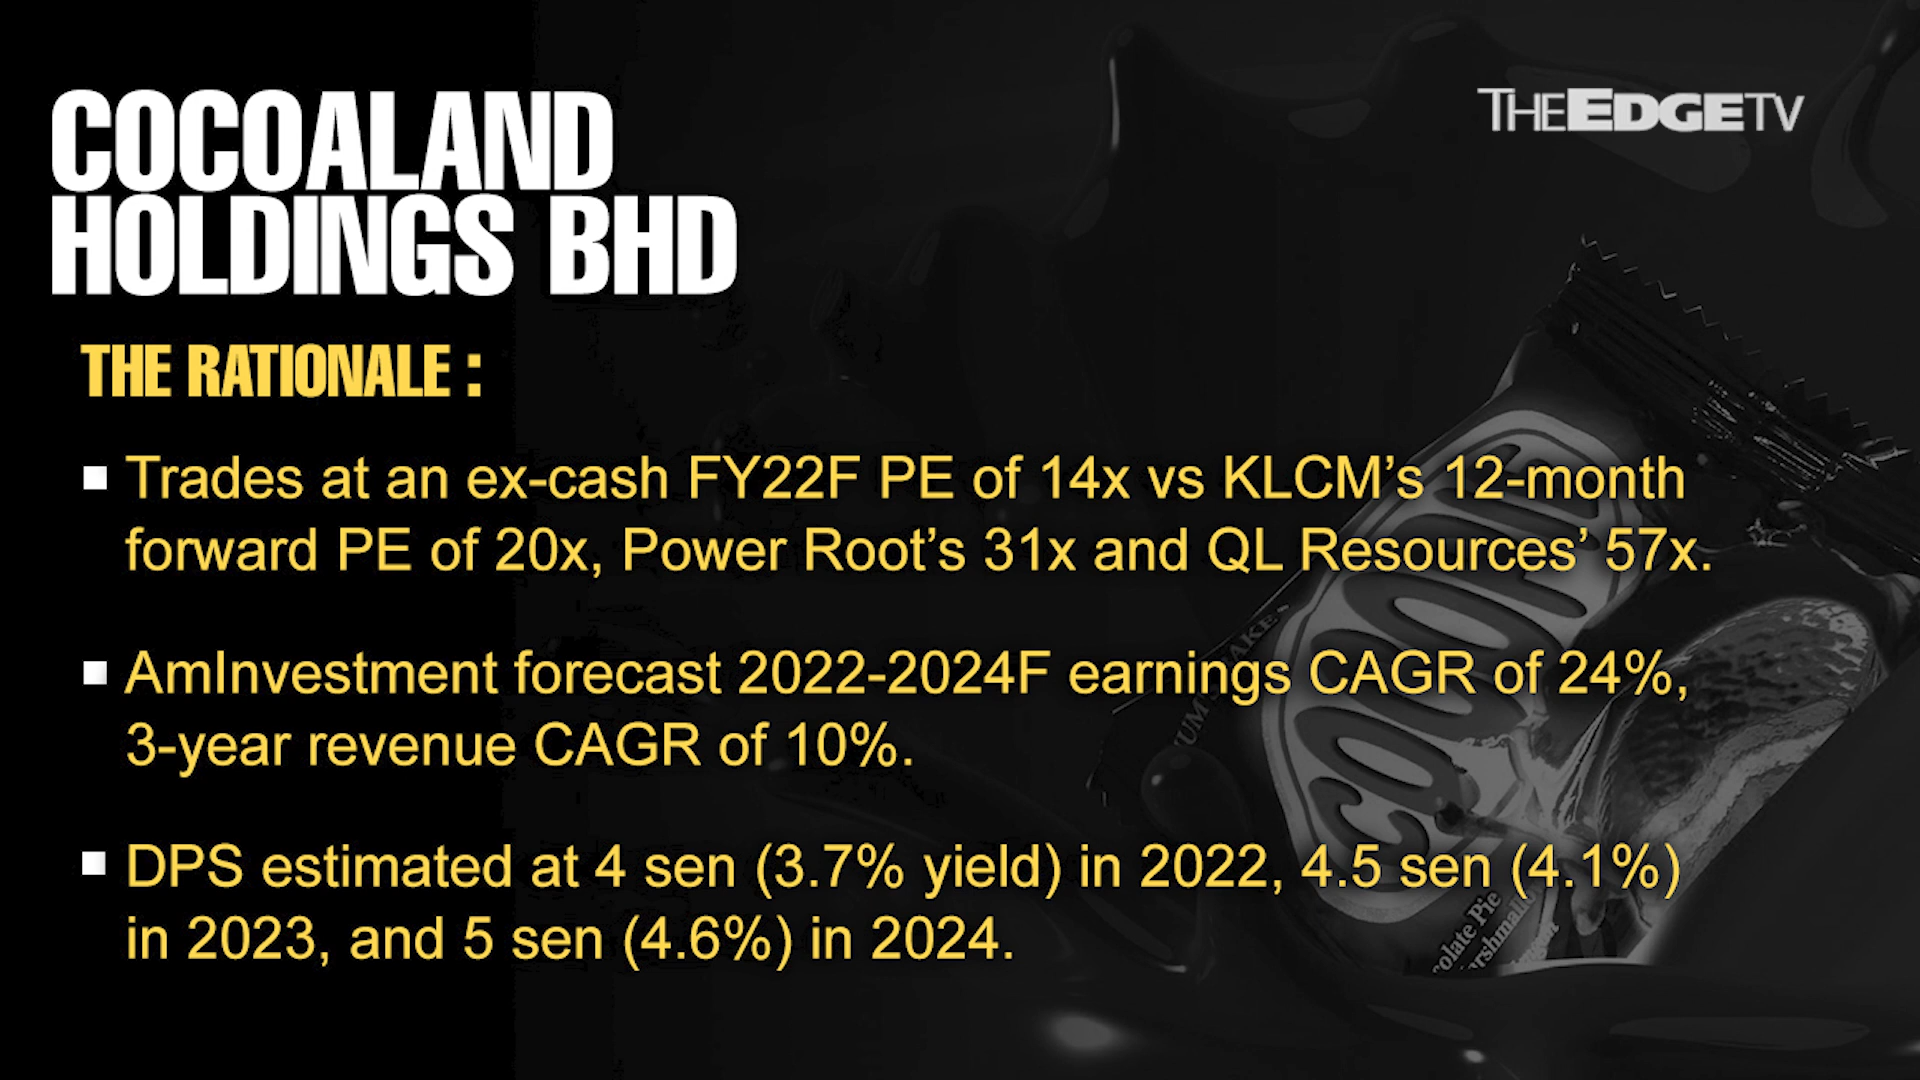 COCOALAND
HOLDINGS BHD
THEEDGETV
THE RATIONALE :
Trades at an ex-cash FY22F PE of 14x vs KLCM’s 12-month
forward PE of 20x, Power Root’s 31x and QL Resources’ 57x.
AmInvestment forecast 2022-2024F earnings CAGR of 24%,
3-year revenue CAGR of 10%.
DPS estimated at 4 sen (3.7% yield) in 2022, 4.5 sen (4.1%)
in 2023, and 5 sen (4.6%) in 2024.
COCOPIE